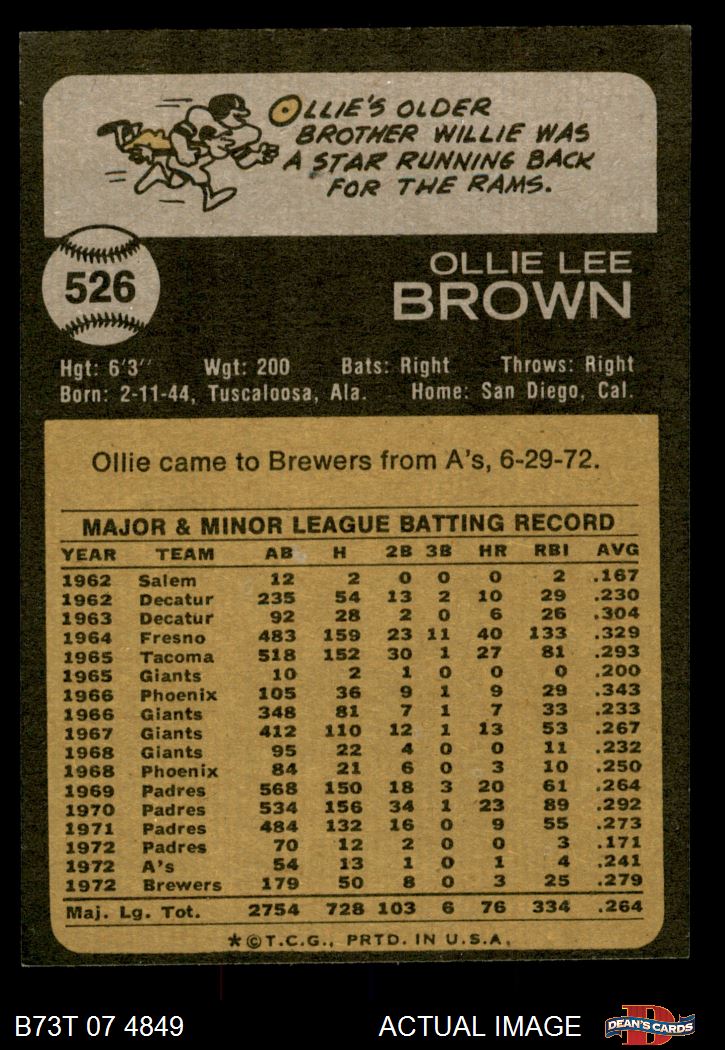 OLLIE'S OLDER
BROTHER WILLIE WAS
A STAR RUNNING BACK
FOR THE RAMS.
526
OLLIE LEE
BROWN
Hgt: 6'3" Wgt: 200 Bats: Right Throws: Right
Born: 2-11-44, Tuscaloosa, Ala. Home: San Diego, Cal.
Ollie came to Brewers from A's, 6-29-72.
MAJOR & MINOR LEAGUE BATTING RECORD
YEAR TEAM AB H 2B 3B HR RBI AVG
1962 Salem 12 2 0 0 0 2 .167
1962 Decatur 235 54 13 2 10 29 .230
1963 Decatur 92 28 2 0 6 26 .304
1964 Fresno 483 159 23 11 40 133 .329
1965 Tacoma 518 152 30 1 27 81 .293
1965 Giants 10 2 1 0 0 0 .200
1966 Phoenix 105 36 9 1 9 29 .343
1966 Giants 348 81 7 1 7 33 .233
1967 Giants 412 110 12 1 13 53 .267
1968 Giants 95 22 4 0 0 11 .232
1968 Phoenix 84 21 6 0 3 10 .250
1969 Padres 568 150 18 3 20 61 .264
1970 Padres 534 156 34 1 23 89 .292
1971 Padres 484 132 16 0 9 55 .273
1972 Padres 70 12 2 0 0 3 .171
1972 A's 54 13 1 0 1 4 .241
1972 Brewers 179 50 8 0 3 25 .279
Maj. Lg. Tot. 2754 728 103 6 76 334 .264
*©T.C.G., PRTD. IN U.S.A.
B73T 07 4849 ACTUAL IMAGE DEAN'S CARDS